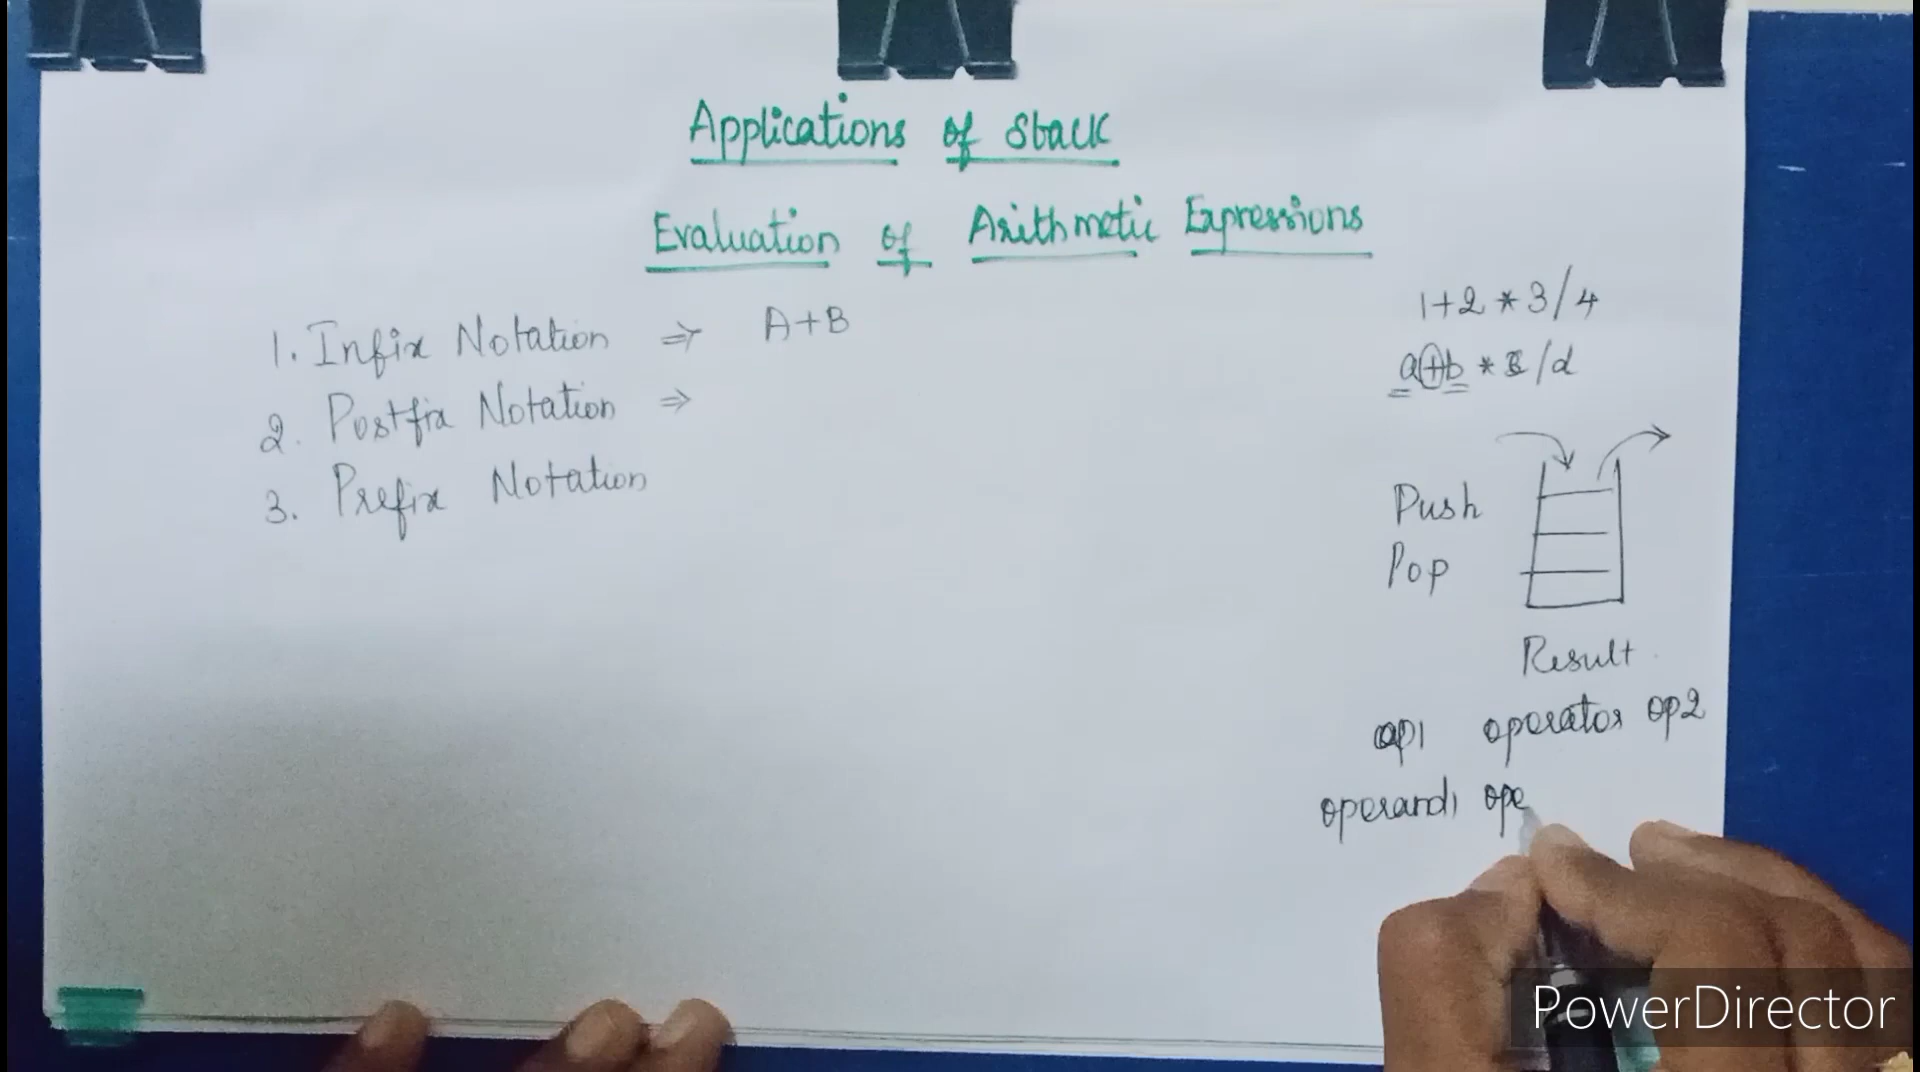 Applications of Stack
Evaluation of Arithmetic Expressions
1. Infix Notation ⇒ A+B
2. Postfix Notation ⇒
3. Prefix Notation
1+2 * 3/4
a+b * c/d
Push
Pop
Result
op1 operator op2
operand1 ope
PowerDirector